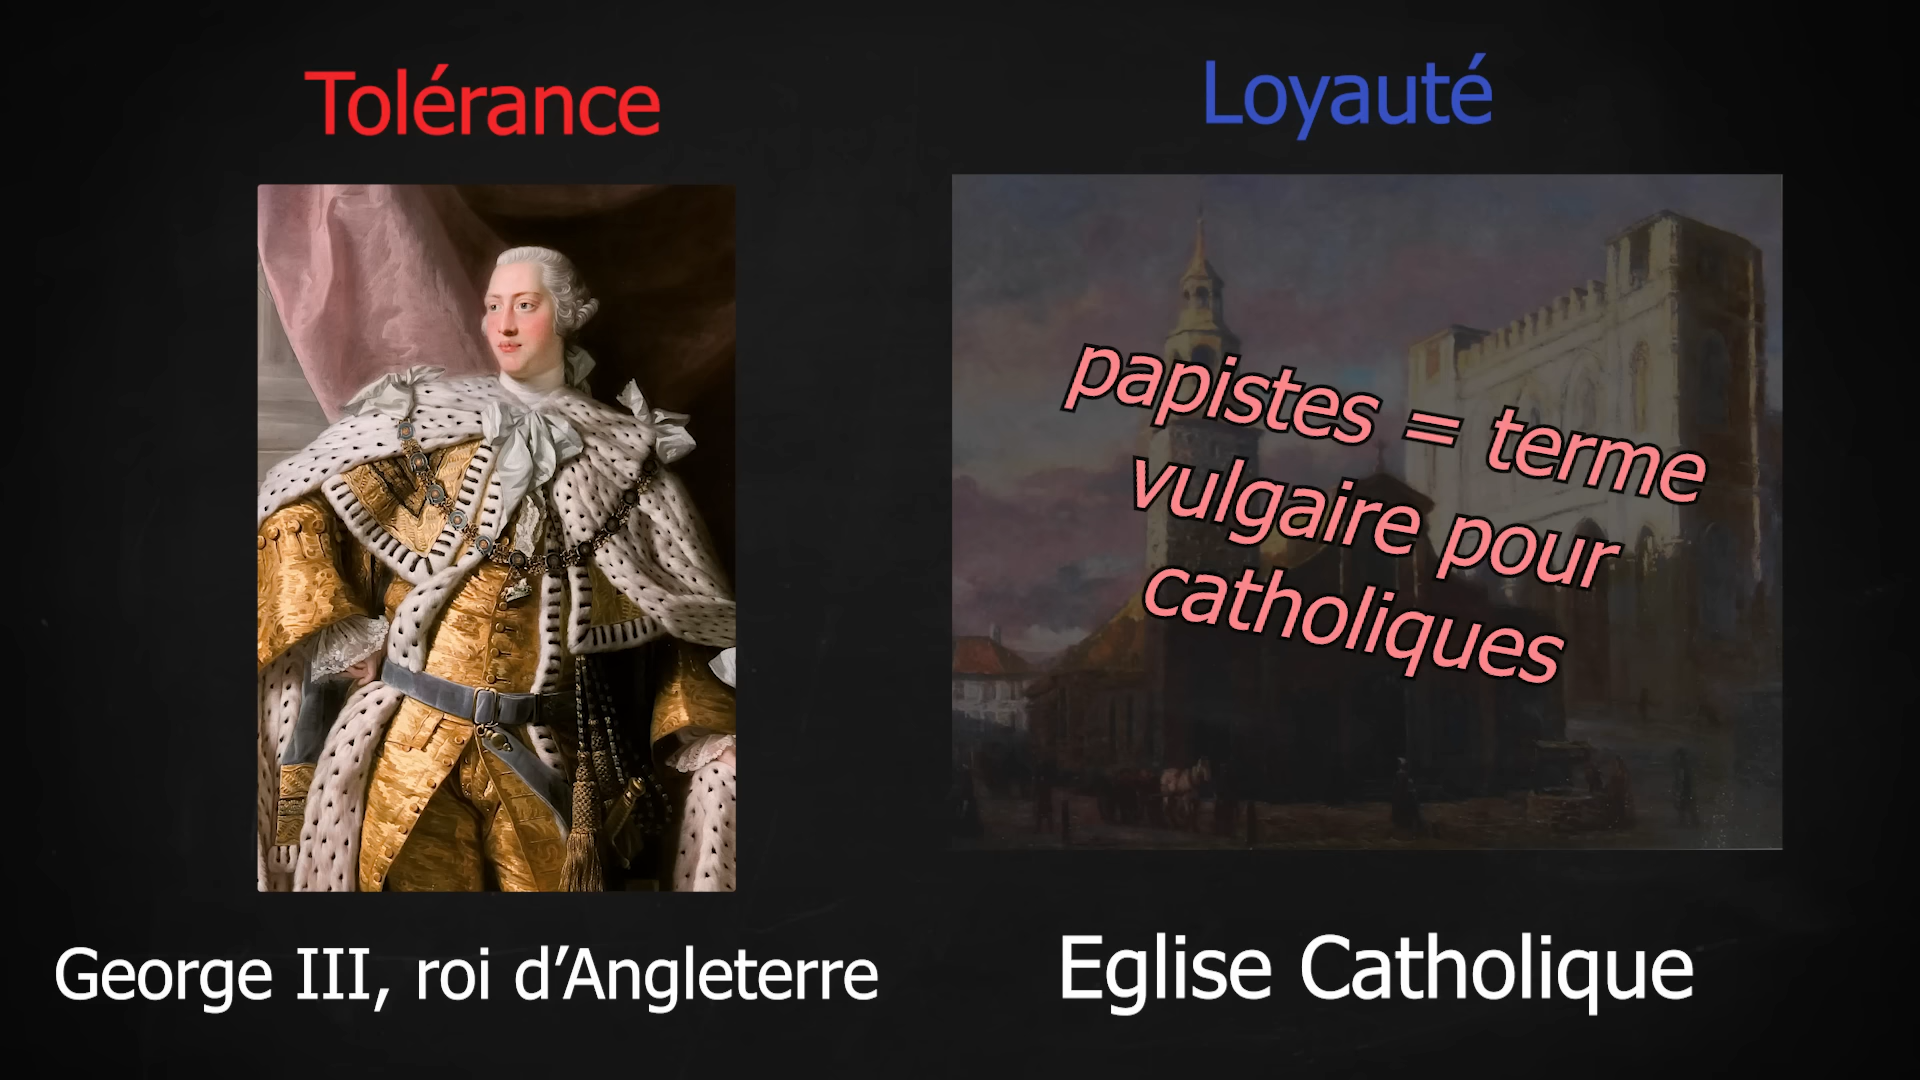 Tolérance
Loyauté
papistes = terme
vulgaire pour
catholiques
George III, roi d’Angleterre
Eglise Catholique